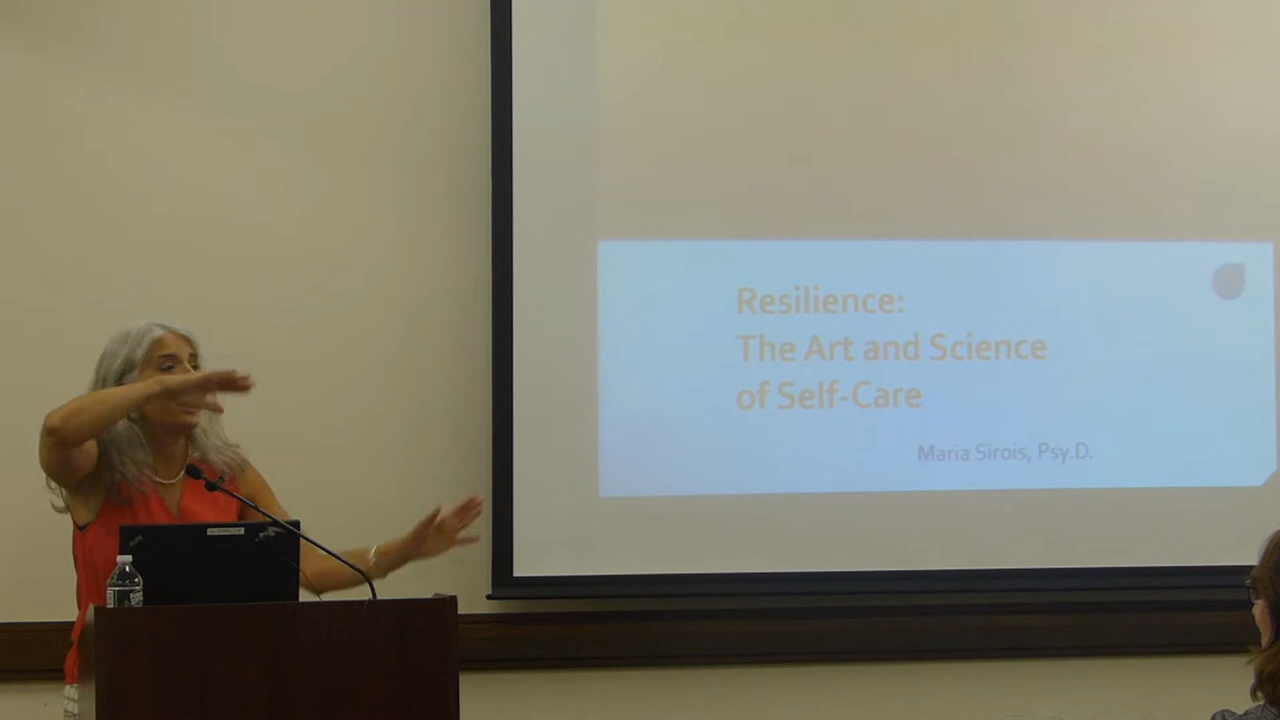 Resilience:
The Art and Science
of Self-Care
Maria Sirois, Psy.D.